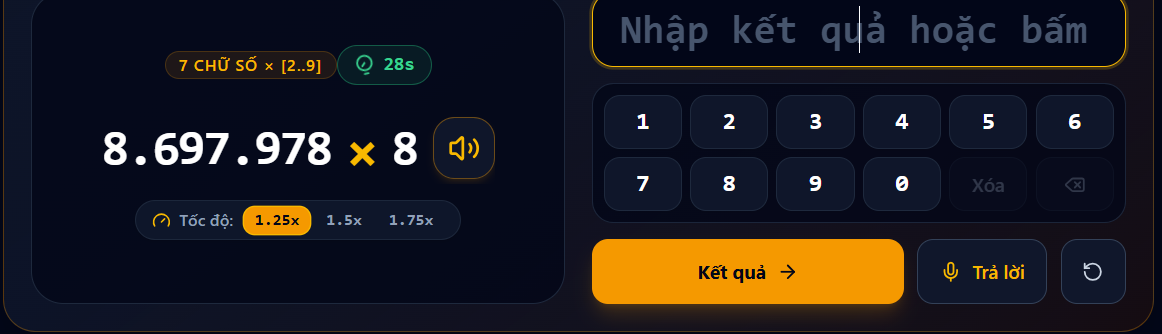 7 CHỮ SỐ × [2..9] 28s
8.697.978 × 8
Tốc độ: 1.25x 1.5x 1.75x
Nhập kết quả hoặc bấm
1 2 3 4 5 6
7 8 9 0 Xóa
Kết quả → Trả lời